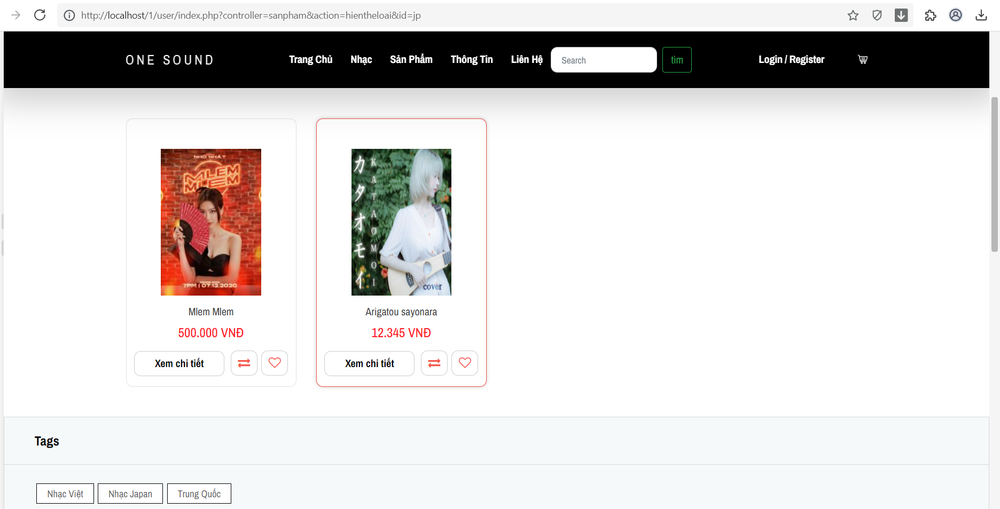 http://localhost/1/user/index.php?controller=sanpham&action=hientheloai&id=jp
ONE SOUND
Trang Chủ
Nhạc
Sản Phẩm
Thông Tin
Liên Hệ
Search
tìm
Login / Register
NHO NHẤT
MLEM
MLEM
7PM | 07.12.2020
カタオモイ
KATAOMOI
cover
Mlem Mlem
500.000 VNĐ
Xem chi tiết
Arigatou sayonara
12.345 VNĐ
Xem chi tiết
Tags
Nhạc Việt
Nhạc Japan
Trung Quốc